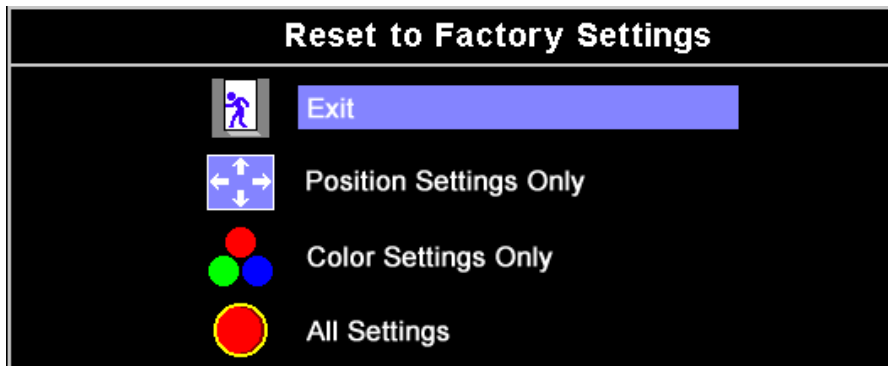 Reset to Factory Settings
Exit
Position Settings Only
Color Settings Only
All Settings